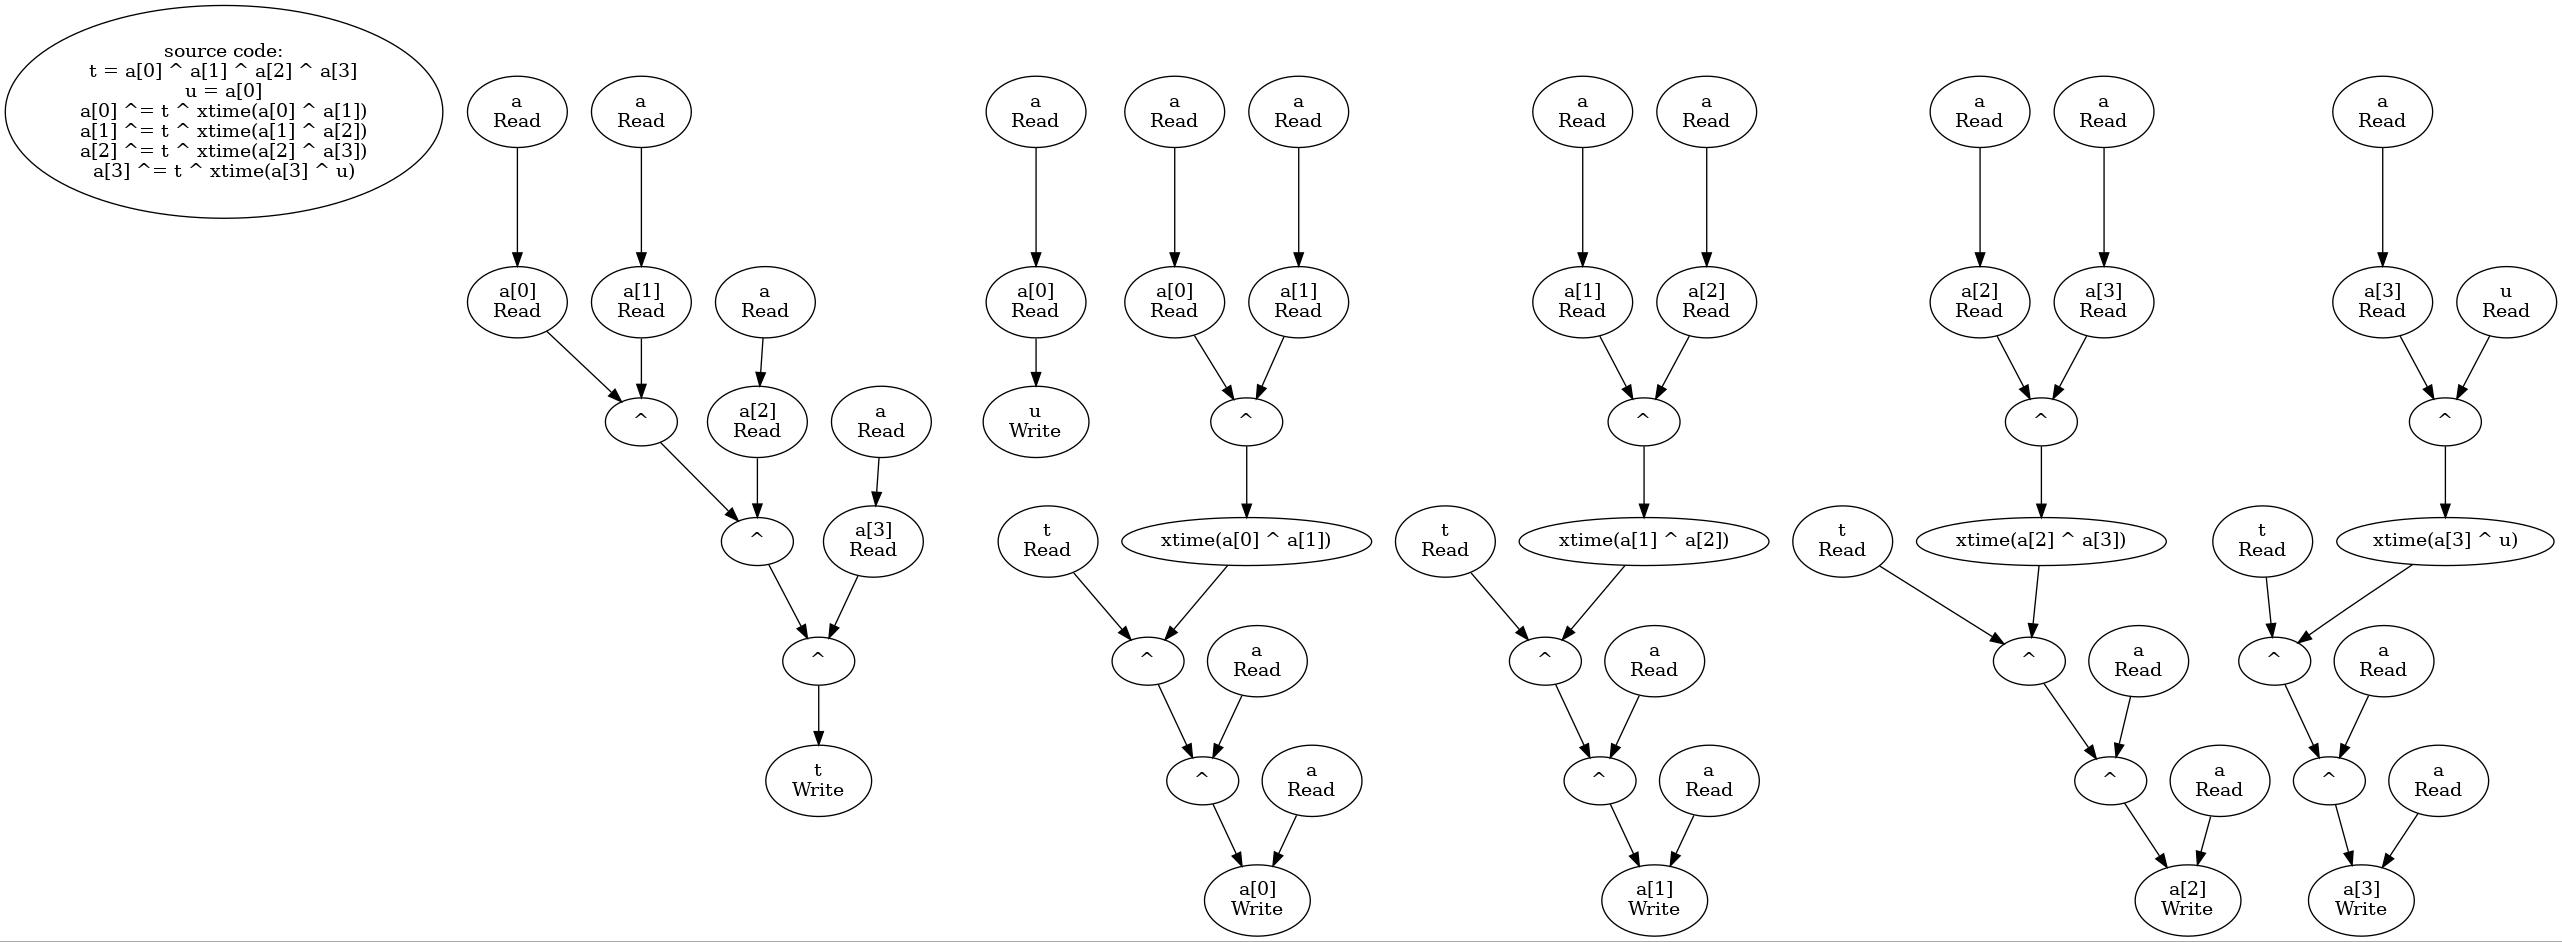 source code:
t = a[0] ^ a[1] ^ a[2] ^ a[3]
u = a[0]
a[0] ^= t ^ xtime(a[0] ^ a[1])
a[1] ^= t ^ xtime(a[1] ^ a[2])
a[2] ^= t ^ xtime(a[2] ^ a[3])
a[3] ^= t ^ xtime(a[3] ^ u)
a
Read
a
Read
a[0]
Read
a[1]
Read
a
Read
^
a[2]
Read
a
Read
^
a[3]
Read
^
t
Write
a
Read
a[0]
Read
u
Write
a
Read
a
Read
a[0]
Read
a[1]
Read
^
t
Read
xtime(a[0] ^ a[1])
^
a
Read
^
a
Read
a[0]
Write
a
Read
a
Read
a[1]
Read
a[2]
Read
^
t
Read
xtime(a[1] ^ a[2])
^
a
Read
^
a
Read
a[1]
Write
a
Read
a
Read
a[2]
Read
a[3]
Read
^
t
Read
xtime(a[2] ^ a[3])
^
a
Read
^
a
Read
a[2]
Write
a
Read
a[3]
Read
u
Read
^
t
Read
xtime(a[3] ^ u)
^
a
Read
^
a
Read
a[3]
Write